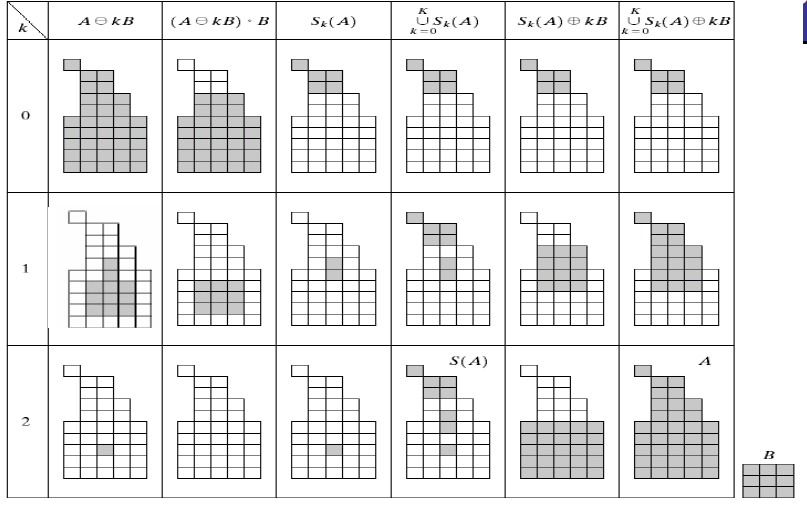 k
A ⊖ kB
(A ⊖ kB) ∘ B
S_k(A)
K ∪ k=0 S_k(A)
S_k(A) ⊕ kB
K ∪ k=0 S_k(A) ⊕ kB
0
1
2
S(A)
A
B